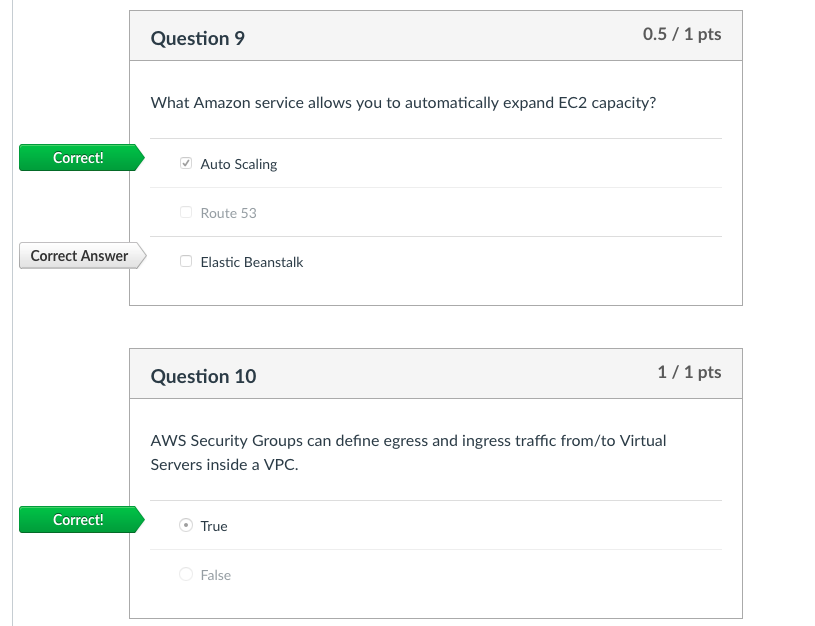 Question 9
0.5 / 1 pts
What Amazon service allows you to automatically expand EC2 capacity?
Correct!
Auto Scaling
Route 53
Correct Answer
Elastic Beanstalk
Question 10
1 / 1 pts
AWS Security Groups can define egress and ingress traffic from/to Virtual
Servers inside a VPC.
Correct!
True
False